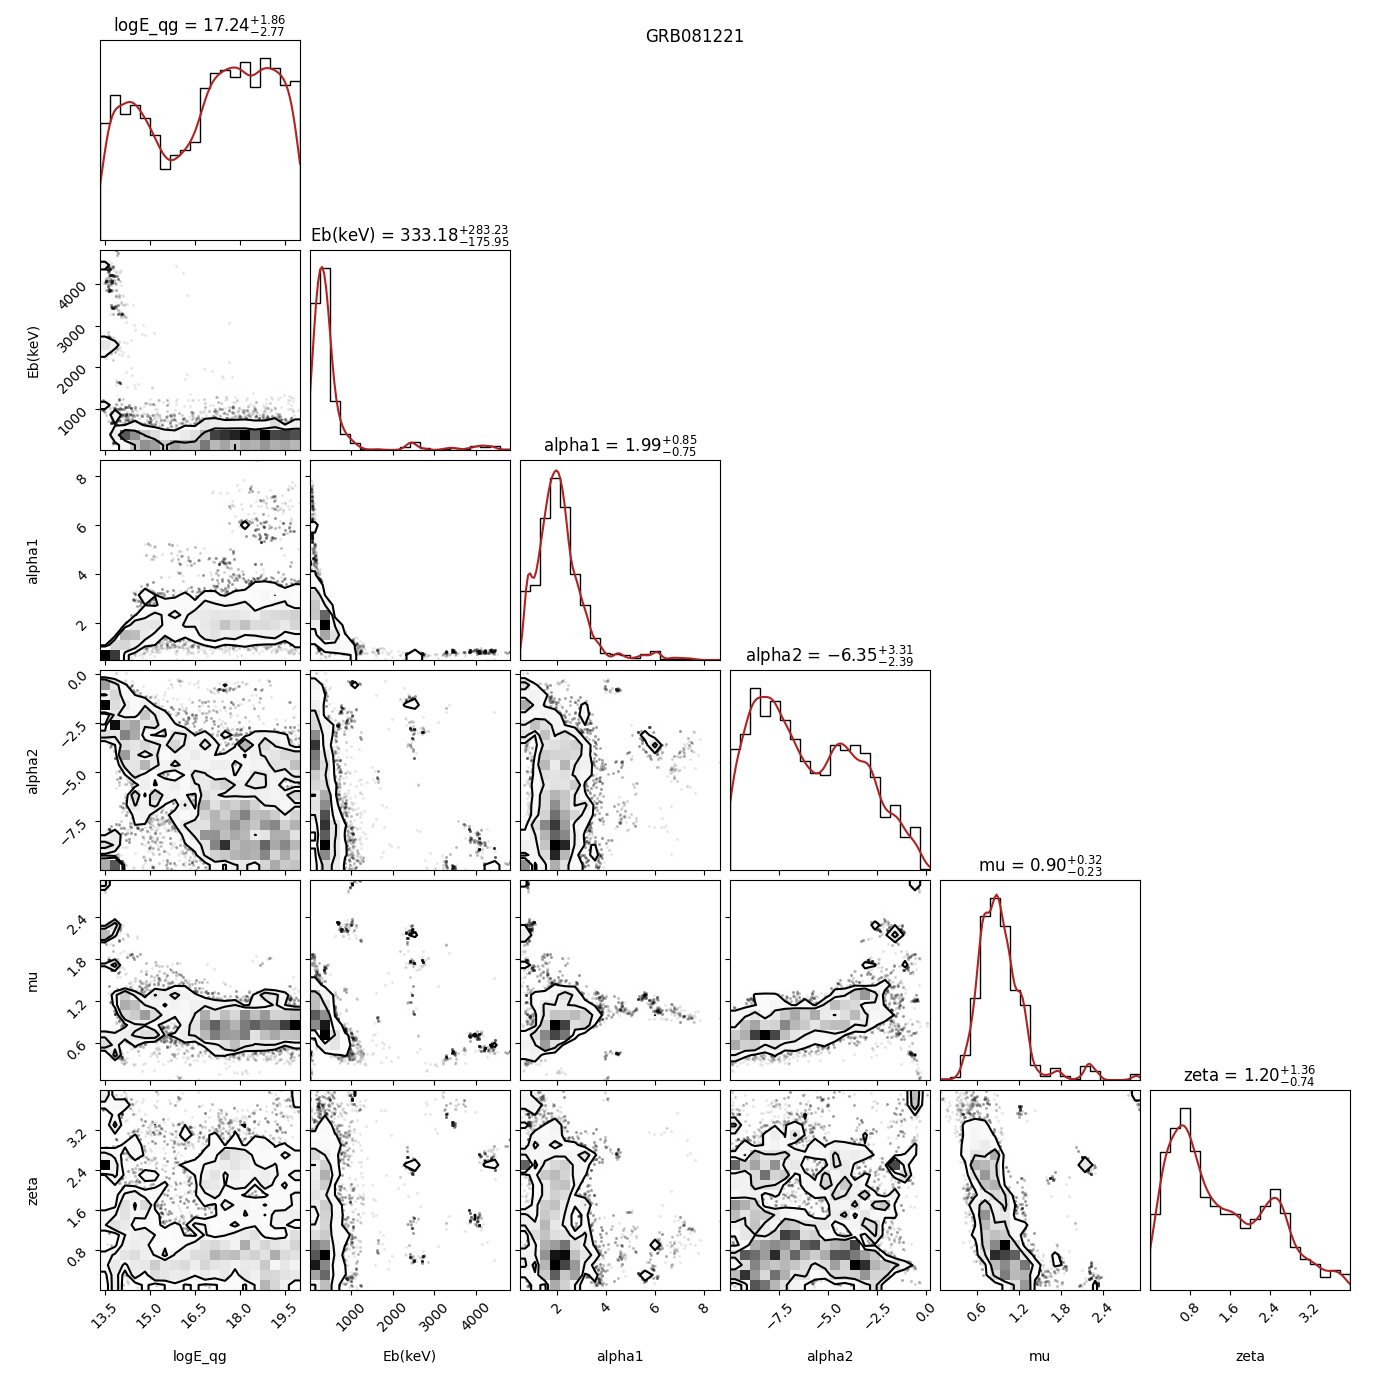 GRB081221
logE_qg = 17.24+1.86 −2.77
Eb(keV) = 333.18+283.23 −175.95
4000
3000
2000
1000
Eb(keV)
alpha1 = 1.99+0.85 −0.75
8
6
4
2
alpha1
alpha2 = −6.35+3.31 −2.39
0.0
−2.5
−5.0
−7.5
alpha2
mu = 0.90+0.32 −0.23
2.4
1.8
1.2
0.6
mu
zeta = 1.20+1.36 −0.74
3.2
2.4
1.6
0.8
zeta
13.5 15.0 16.5 18.0 19.5 1000 2000 3000 4000 2 4 6 8 −7.5 −5.0 −2.5 0.0 0.6 1.2 1.8 2.4 0.8 1.6 2.4 3.2
logE_qg Eb(keV) alpha1 alpha2 mu zeta